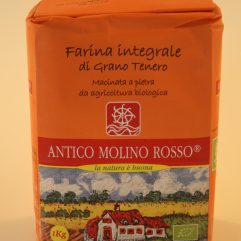 Farina integrale
di Grano Tenero
Macinata a pietra
da agricoltura biologica
ANTICO MOLINO ROSSO®
la natura è buona
1Kg